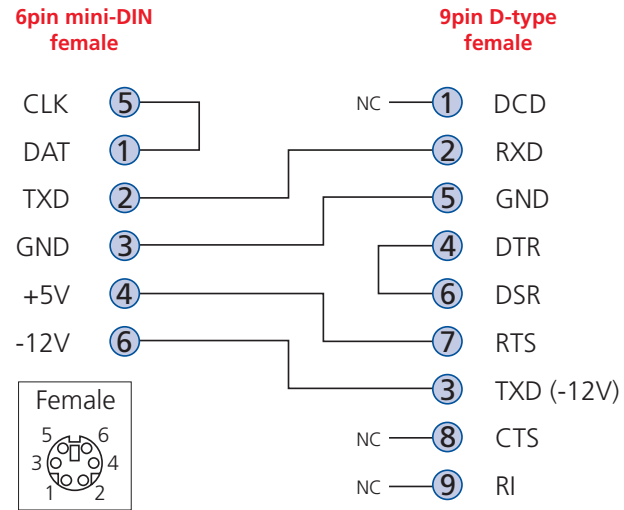 6pin mini-DIN
female
9pin D-type
female
CLK 5
DAT 1
TXD 2
GND 3
+5V 4
-12V 6
NC 1 DCD
2 RXD
5 GND
4 DTR
6 DSR
7 RTS
3 TXD (-12V)
NC 8 CTS
NC 9 RI
Female
5 6
3 4
1 2